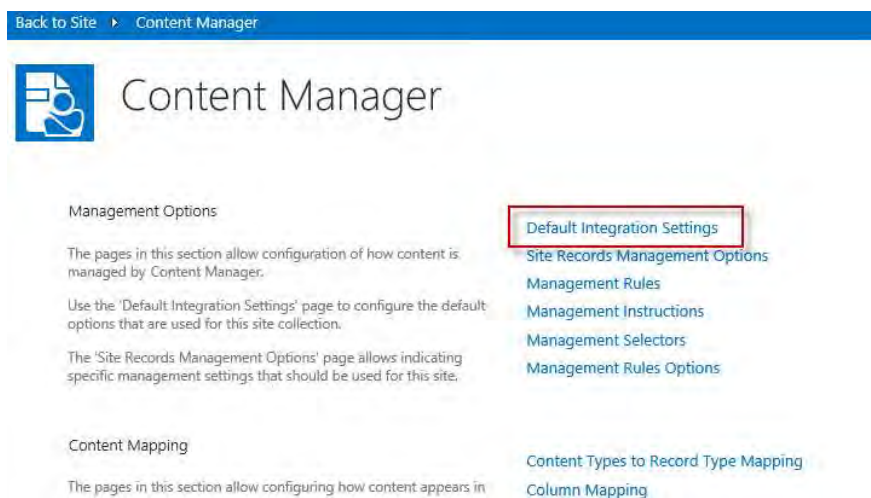 Back to Site ▸ Content Manager
Content Manager
Management Options
The pages in this section allow configuration of how content is
managed by Content Manager.
Use the 'Default Integration Settings' page to configure the default
options that are used for this site collection.
The 'Site Records Management Options' page allows indicating
specific management settings that should be used for this site.
Default Integration Settings
Site Records Management Options
Management Rules
Management Instructions
Management Selectors
Management Rules Options
Content Mapping
The pages in this section allow configuring how content appears in
Content Types to Record Type Mapping
Column Mapping